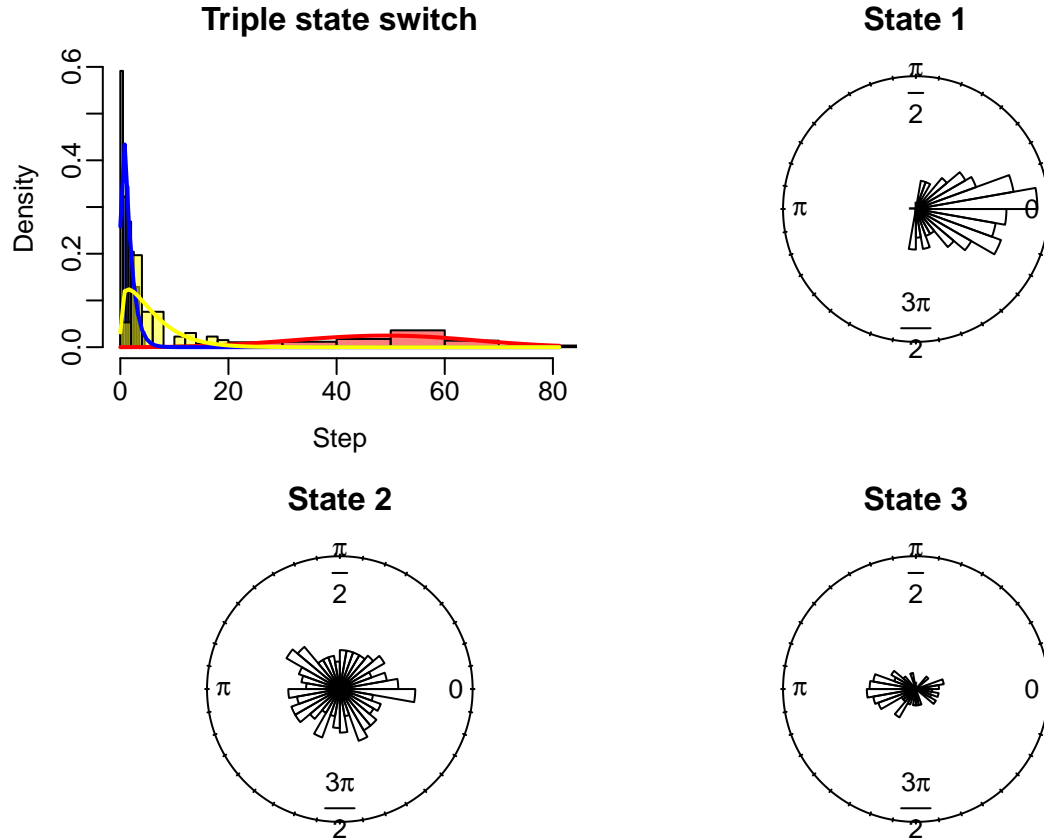 Triple state switch
State 1
0.6
0.4
0.2
0.0
Density
0 20 40 60 80
Step
π
2
π
0
3π
2
State 2
State 3
π
2
π
0
3π
2
π
2
π
0
3π
2